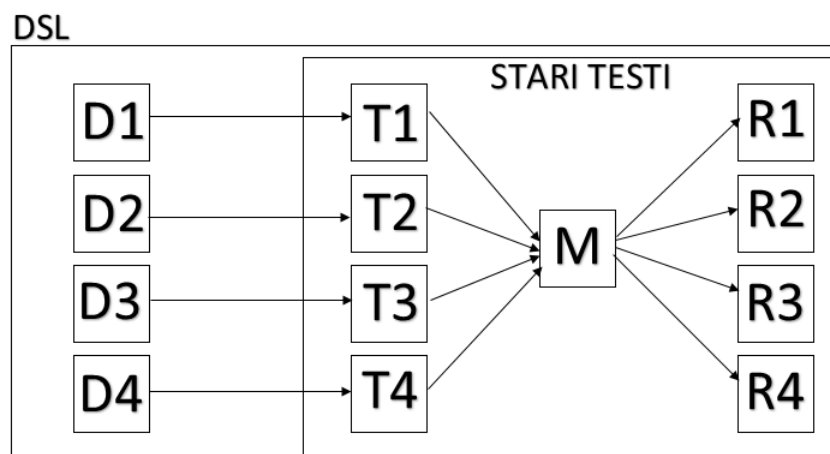 DSL
STARI TESTI
D1
T1
R1
D2
T2
R2
M
D3
T3
R3
D4
T4
R4